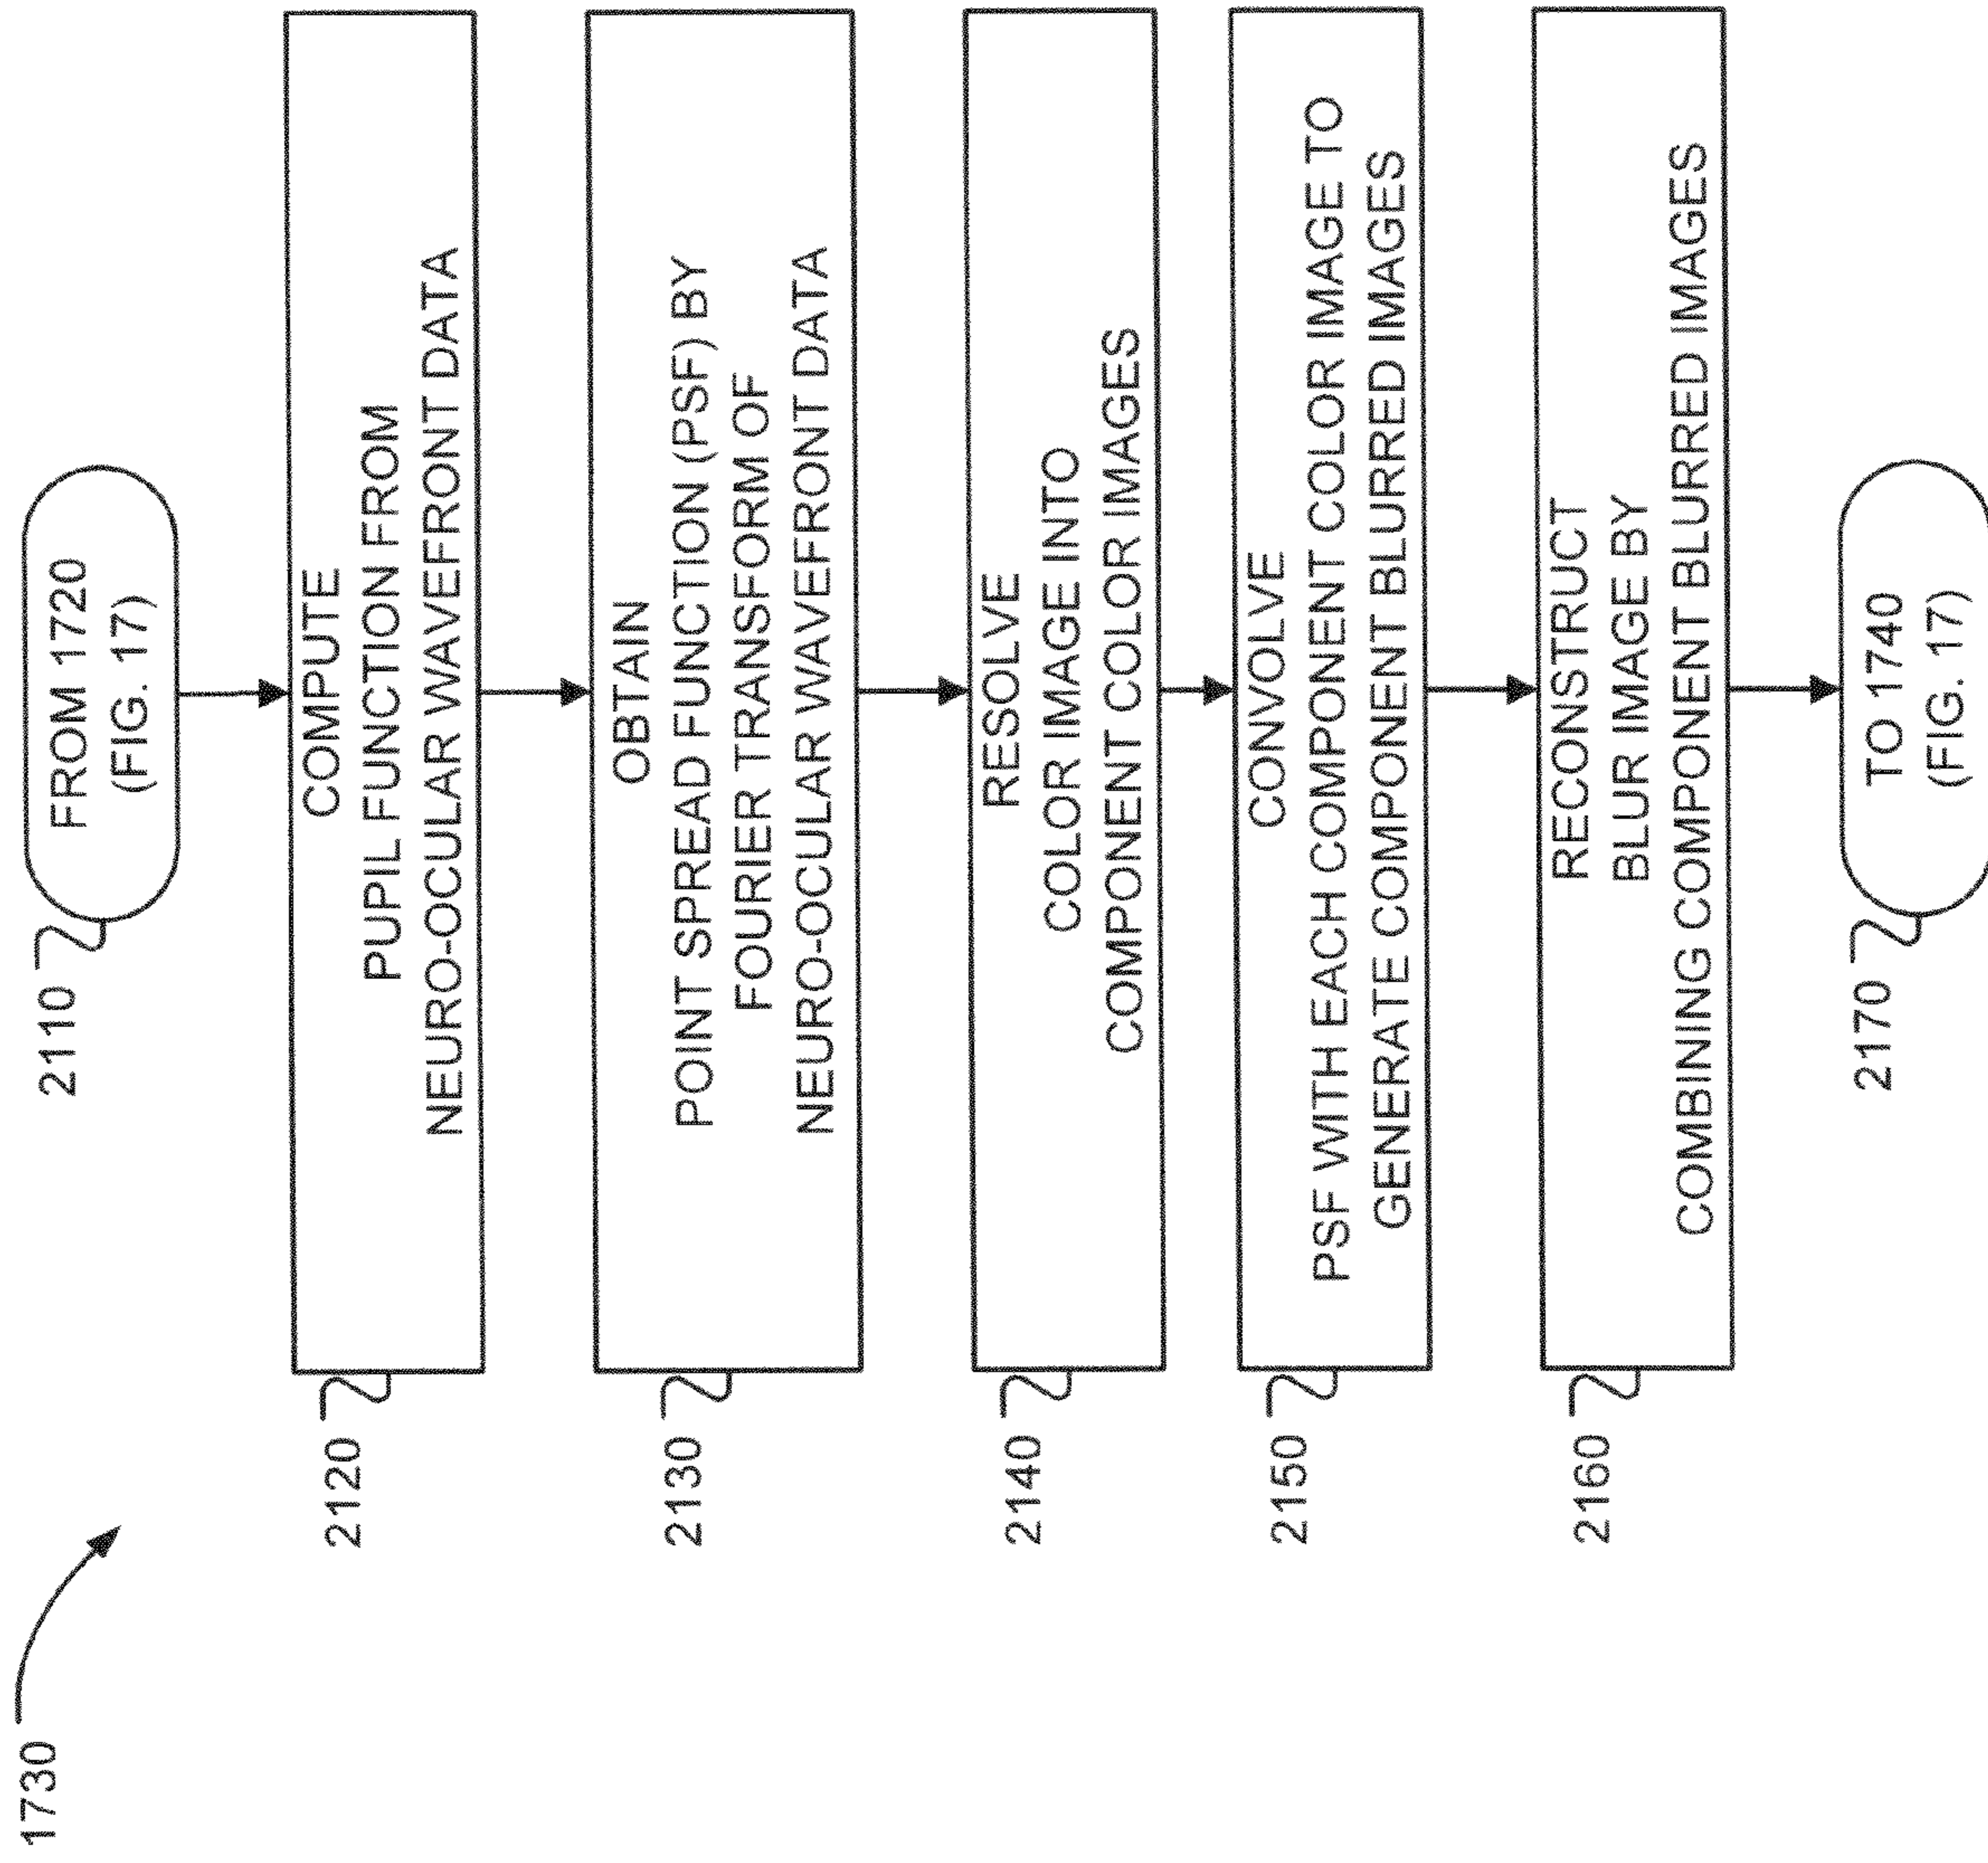 1730
2110
FROM 1720
(FIG. 17)
2120
COMPUTE
PUPIL FUNCTION FROM
NEURO-OCULAR WAVEFRONT DATA
2130
OBTAIN
POINT SPREAD FUNCTION (PSF) BY
FOURIER TRANSFORM OF
NEURO-OCULAR WAVEFRONT DATA
2140
RESOLVE
COLOR IMAGE INTO
COMPONENT COLOR IMAGES
2150
CONVOLVE
PSF WITH EACH COMPONENT COLOR IMAGE TO
GENERATE COMPONENT BLURRED IMAGES
2160
RECONSTRUCT
BLUR IMAGE BY
COMBINING COMPONENT BLURRED IMAGES
2170
TO 1740
(FIG. 17)